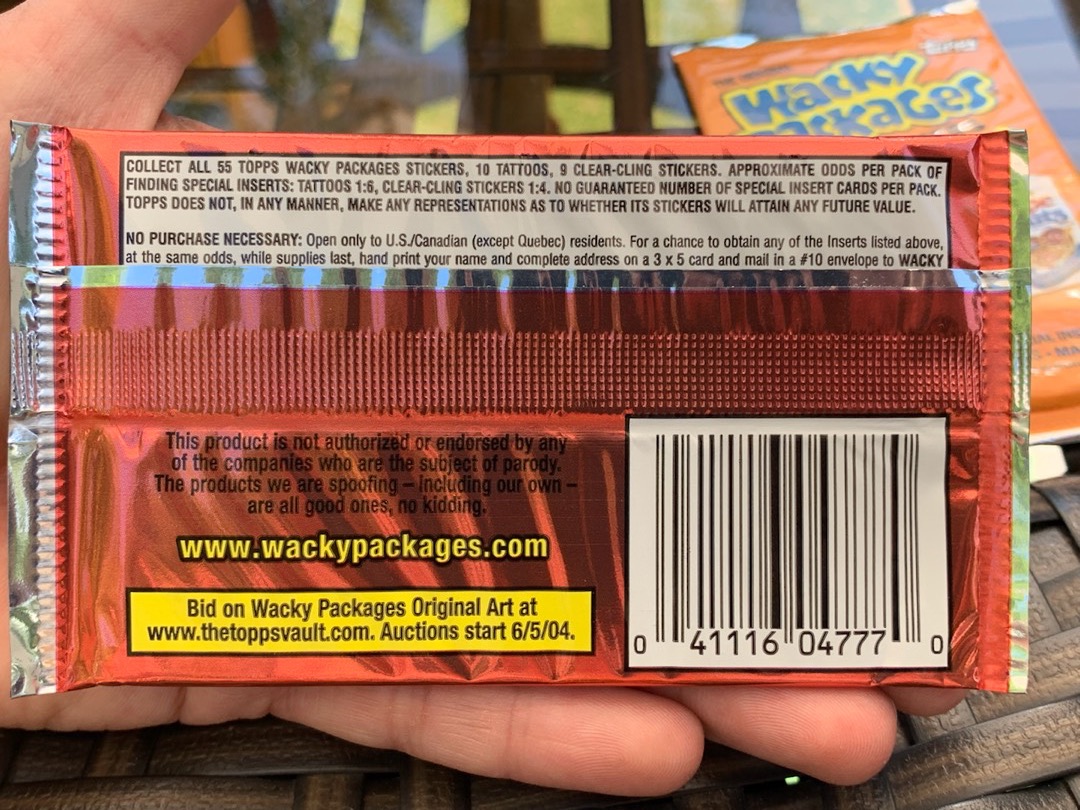 Wacky
Packages
COLLECT ALL 55 TOPPS WACKY PACKAGES STICKERS, 10 TATTOOS, 9 CLEAR-CLING STICKERS. APPROXIMATE ODDS PER PACK OF
FINDING SPECIAL INSERTS: TATTOOS 1:6, CLEAR-CLING STICKERS 1:4. NO GUARANTEED NUMBER OF SPECIAL INSERT CARDS PER PACK.
TOPPS DOES NOT, IN ANY MANNER, MAKE ANY REPRESENTATIONS AS TO WHETHER ITS STICKERS WILL ATTAIN ANY FUTURE VALUE.
NO PURCHASE NECESSARY: Open only to U.S./Canadian (except Quebec) residents. For a chance to obtain any of the Inserts listed above,
at the same odds, while supplies last, hand print your name and complete address on a 3 x 5 card and mail in a #10 envelope to WACKY
This product is not authorized or endorsed by any
of the companies who are the subject of parody.
The products we are spoofing – including our own –
are all good ones, no kidding.
www.wackypackages.com
Bid on Wacky Packages Original Art at
www.thetoppsvault.com. Auctions start 6/5/04.
0 41116 04777 0